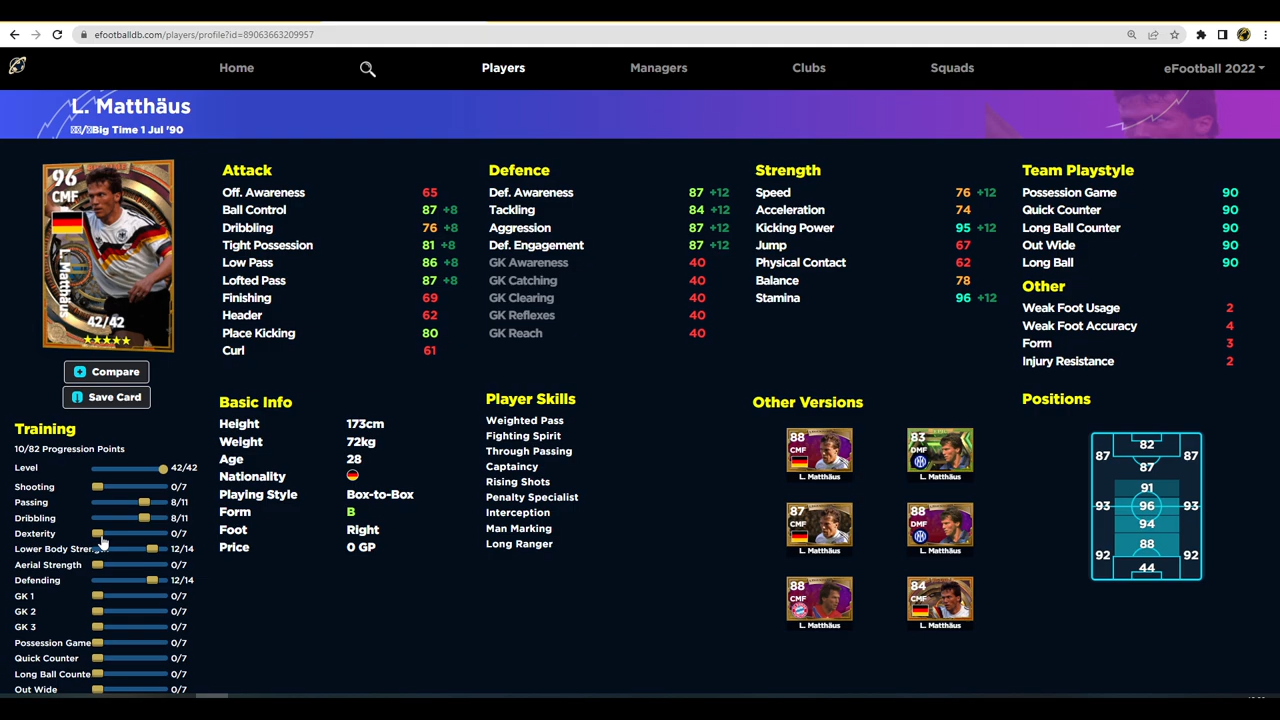 efootballdb.com/players/profile?id=89063663209957
Home
Players
Managers
Clubs
Squads
eFootball 2022
L. Matthäus
Big Time 1 Jul '90
96
CMF
L. Matthäus
42/42
★★★★★
Compare
Save Card
Training
10/82 Progression Points
Level 42/42
Shooting 0/7
Passing 8/11
Dribbling 8/11
Dexterity 0/7
Lower Body Stren 12/14
Aerial Strength 0/7
Defending 12/14
GK 1 0/7
GK 2 0/7
GK 3 0/7
Possession Game 0/7
Quick Counter 0/7
Long Ball Counte 0/7
Out Wide 0/7
Attack
Off. Awareness 65
Ball Control 87 +8
Dribbling 76 +8
Tight Possession 81 +8
Low Pass 86 +8
Lofted Pass 87 +8
Finishing 69
Header 62
Place Kicking 80
Curl 61
Defence
Def. Awareness 87 +12
Tackling 84 +12
Aggression 87 +12
Def. Engagement 87 +12
GK Awareness 40
GK Catching 40
GK Clearing 40
GK Reflexes 40
GK Reach 40
Strength
Speed 76 +12
Acceleration 74
Kicking Power 95 +12
Jump 67
Physical Contact 62
Balance 78
Stamina 96 +12
Team Playstyle
Possession Game 90
Quick Counter 90
Long Ball Counter 90
Out Wide 90
Long Ball 90
Other
Weak Foot Usage 2
Weak Foot Accuracy 4
Form 3
Injury Resistance 2
Basic Info
Height 173cm
Weight 72kg
Age 28
Nationality
Playing Style Box-to-Box
Form B
Foot Right
Price 0 GP
Player Skills
Weighted Pass
Fighting Spirit
Through Passing
Captaincy
Rising Shots
Penalty Specialist
Interception
Man Marking
Long Ranger
Other Versions
88
CMF
L. Matthäus
83
DMF
L. Matthäus
87
CMF
L. Matthäus
88
DMF
L. Matthäus
88
CMF
L. Matthäus
84
CMF
L. Matthäus
Positions
82
87 87 87
91
93 96 93
94
92 88 92
44